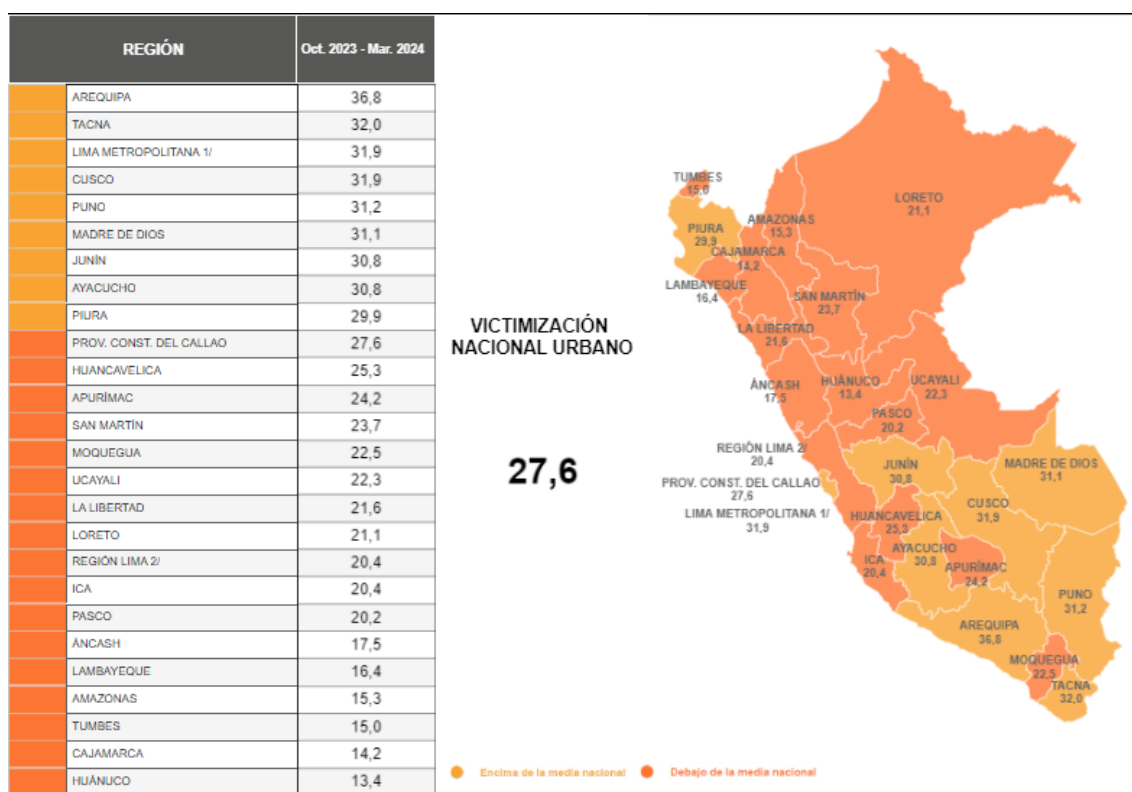 REGIÓN Oct. 2023 - Mar. 2024
AREQUIPA 36,8
TACNA 32,0
LIMA METROPOLITANA 1/ 31,9
CUSCO 31,9
PUNO 31,2
MADRE DE DIOS 31,1
JUNÍN 30,8
AYACUCHO 30,8
PIURA 29,9
PROV. CONST. DEL CALLAO 27,6
HUANCAVELICA 25,3
APURÍMAC 24,2
SAN MARTÍN 23,7
MOQUEGUA 22,5
UCAYALI 22,3
LA LIBERTAD 21,6
LORETO 21,1
REGIÓN LIMA 2/ 20,4
ICA 20,4
PASCO 20,2
ÁNCASH 17,5
LAMBAYEQUE 16,4
AMAZONAS 15,3
TUMBES 15,0
CAJAMARCA 14,2
HUÁNUCO 13,4
VICTIMIZACIÓN
NACIONAL URBANO
27,6
TUMBES
15,0
LORETO
21,1
AMAZONAS
15,3
PIURA
29,9
CAJAMARCA
14,2
LAMBAYEQUE
16,4
SAN MARTÍN
23,7
LA LIBERTAD
21,6
ÁNCASH
17,5
HUÁNUCO
13,4
UCAYALI
22,3
PASCO
20,2
REGIÓN LIMA 2/
20,4
JUNÍN
30,8
MADRE DE DIOS
31,1
PROV. CONST. DEL CALLAO
27,6
LIMA METROPOLITANA 1/
31,9
CUSCO
31,9
HUANCAVELICA
25,3
AYACUCHO
30,8
ICA
20,4
APURÍMAC
24,2
PUNO
31,2
AREQUIPA
36,8
MOQUEGUA
22,5
TACNA
32,0
Encima de la media nacional
Debajo de la media nacional